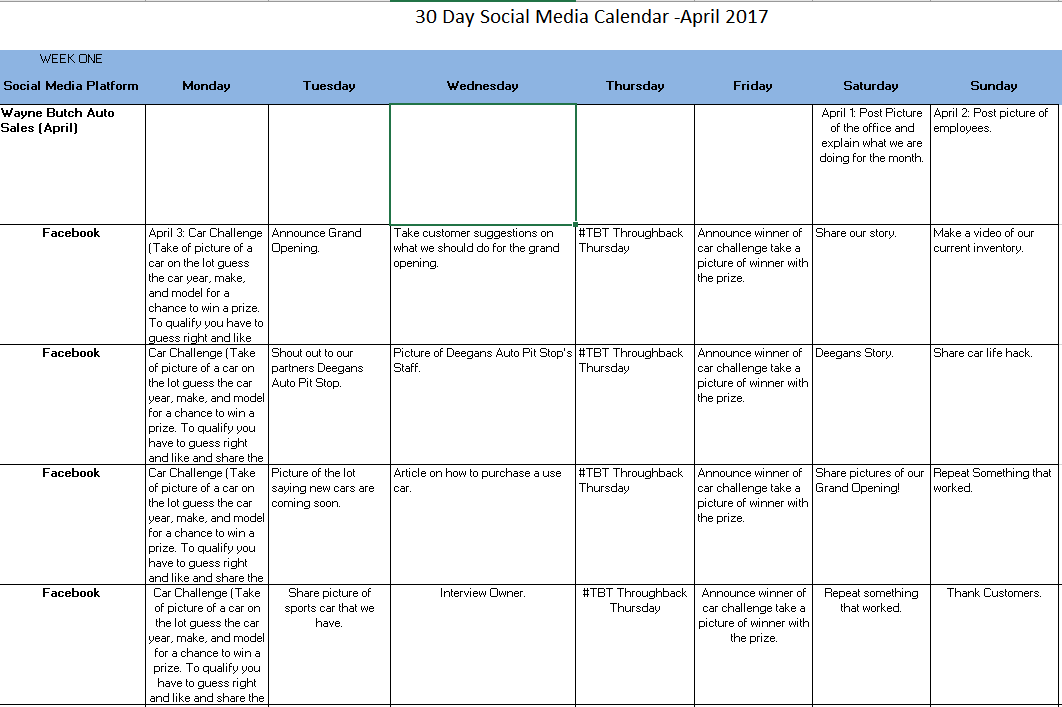 30 Day Social Media Calendar -April 2017
WEEK ONE
Social Media Platform Monday Tuesday Wednesday Thursday Friday Saturday Sunday
Wayne Butch Auto
Sales (April)
April 1: Post Picture
of the office and
explain what we are
doing for the month.
April 2: Post picture of
employees.
Facebook
April 3: Car Challenge
(Take of picture of a
car on the lot guess
the car year, make,
and model for a
chance to win a prize.
To qualify you have to
guess right and like
Announce Grand
Opening.
Take customer suggestions on
what we should do for the grand
opening.
#TBT Throughback
Thursday
Announce winner of
car challenge take a
picture of winner with
the prize.
Share our story.
Make a video of our
current inventory.
Facebook
Car Challenge (Take
of picture of a car on
the lot guess the car
year, make, and model
for a chance to win a
prize. To qualify you
have to guess right
and like and share the
Shout out to our
partners Deegans
Auto Pit Stop.
Picture of Deegans Auto Pit Stop's
Staff.
#TBT Throughback
Thursday
Announce winner of
car challenge take a
picture of winner with
the prize.
Deegans Story.
Share car life hack.
Facebook
Car Challenge (Take
of picture of a car on
the lot guess the car
year, make, and model
for a chance to win a
prize. To qualify you
have to guess right
and like and share the
Picture of the lot
saying new cars are
coming soon.
Article on how to purchase a use
car.
#TBT Throughback
Thursday
Announce winner of
car challenge take a
picture of winner with
the prize.
Share pictures of our
Grand Opening!
Repeat Something that
worked.
Facebook
Car Challenge (Take
of picture of a car on
the lot guess the car
year, make, and model
for a chance to win a
prize. To qualify you
have to guess right
and like and share the
Share picture of
sports car that we
have.
Interview Owner.
#TBT Throughback
Thursday
Announce winner of
car challenge take a
picture of winner with
the prize.
Repeat something
that worked.
Thank Customers.